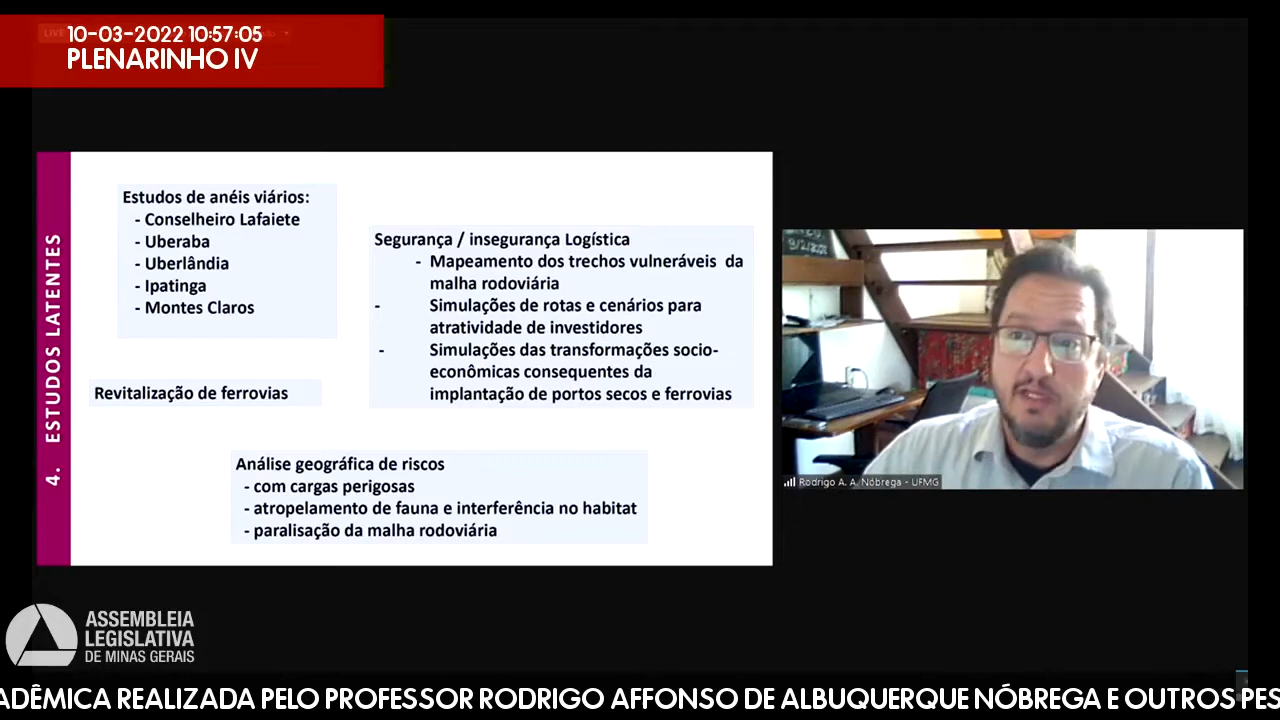 LIVE
10-03-2022 10:57:05
PLENARINHO IV
4. ESTUDOS LATENTES
Estudos de anéis viários:
- Conselheiro Lafaiete
- Uberaba
- Uberlândia
- Ipatinga
- Montes Claros
Segurança / insegurança Logística
- Mapeamento dos trechos vulneráveis da
malha rodoviária
- Simulações de rotas e cenários para
atratividade de investidores
- Simulações das transformações socio-
econômicas consequentes da
implantação de portos secos e ferrovias
Revitalização de ferrovias
Análise geográfica de riscos
- com cargas perigosas
- atropelamento de fauna e interferência no habitat
- paralisação da malha rodoviária
Rodrigo A. A. Nóbrega - UFMG
ASSEMBLEIA
LEGISLATIVA
DE MINAS GERAIS
ADÊMICA REALIZADA PELO PROFESSOR RODRIGO AFFONSO DE ALBUQUERQUE NÓBREGA E OUTROS PES